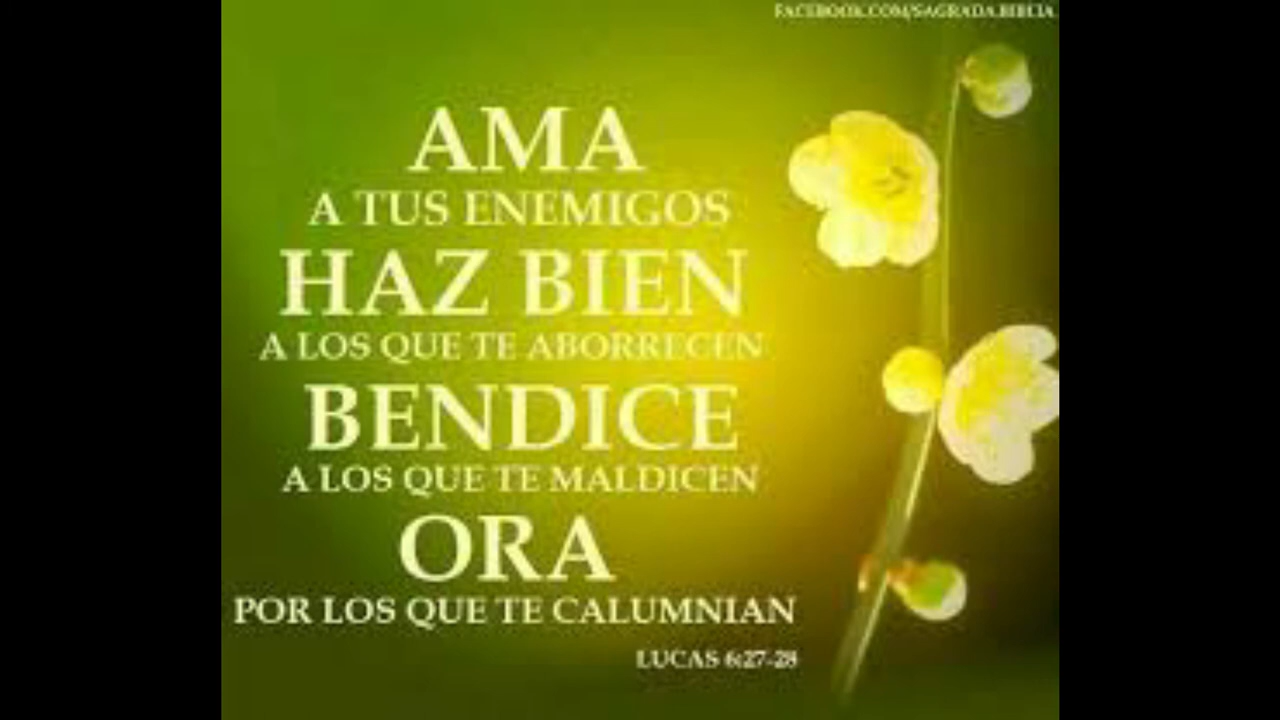 FACEBOOK.COM/SAGRADA.BIBLIA
AMA
A TUS ENEMIGOS
HAZ BIEN
A LOS QUE TE ABORRECEN
BENDICE
A LOS QUE TE MALDICEN
ORA
POR LOS QUE TE CALUMNIAN
LUCAS 6:27-28